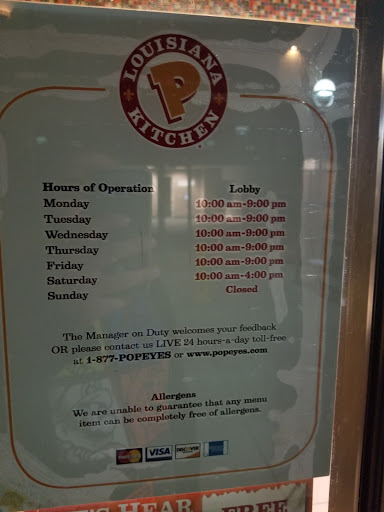 LOUISIANA
P
KITCHEN
Hours of Operation Lobby
Monday 10:00 am-9:00 pm
Tuesday 10:00 am-9:00 pm
Wednesday 10:00 am-9:00 pm
Thursday 10:00 am-9:00 pm
Friday 10:00 am-9:00 pm
Saturday 10:00 am-4:00 pm
Sunday Closed
The Manager on Duty welcomes your feedback
OR please contact us LIVE 24 hours-a-day toll-free
at 1-877-POPEYES or www.popeyes.com
Allergens
We are unable to guarantee that any menu
item can be completely free of allergens.
MasterCard VISA DISCOVER
HEAR FREE